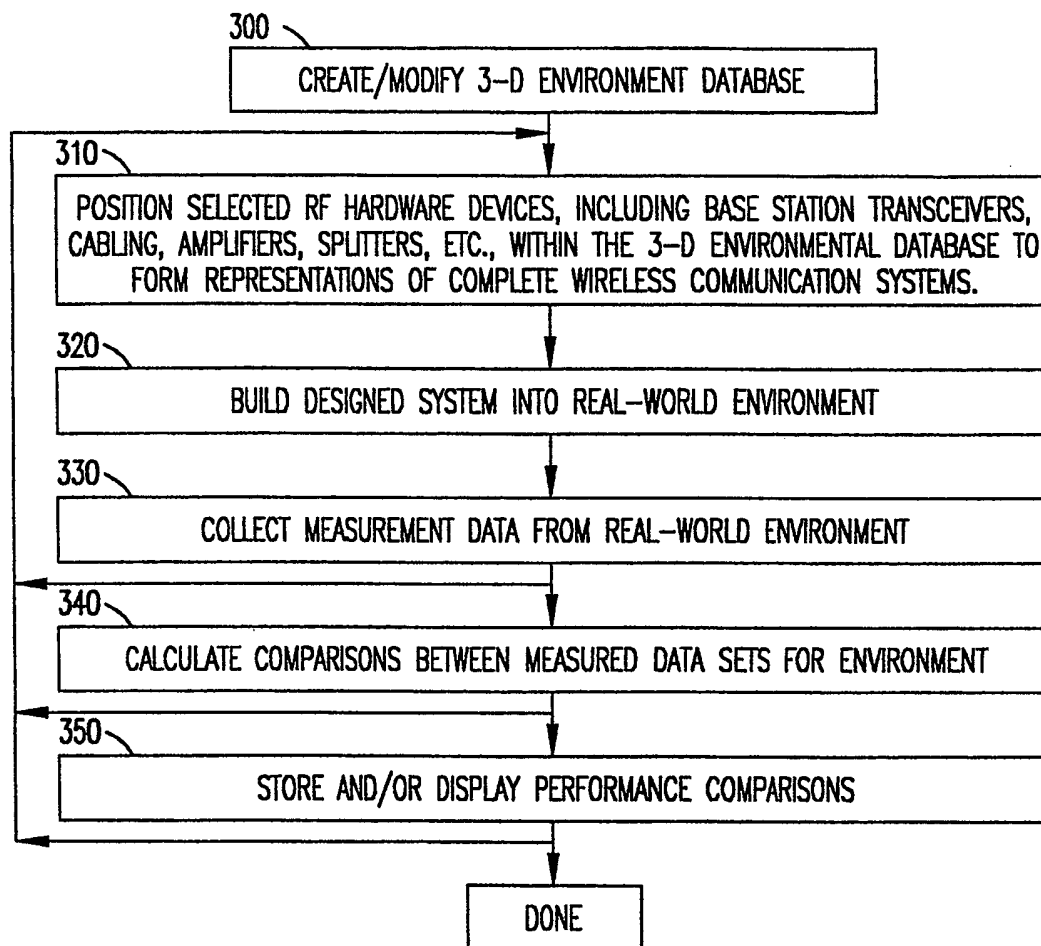 300
CREATE/MODIFY 3-D ENVIRONMENT DATABASE
310
POSITION SELECTED RF HARDWARE DEVICES, INCLUDING BASE STATION TRANSCEIVERS,
CABLING, AMPLIFIERS, SPLITTERS, ETC., WITHIN THE 3-D ENVIRONMENTAL DATABASE TO
FORM REPRESENTATIONS OF COMPLETE WIRELESS COMMUNICATION SYSTEMS.
320
BUILD DESIGNED SYSTEM INTO REAL-WORLD ENVIRONMENT
330
COLLECT MEASUREMENT DATA FROM REAL-WORLD ENVIRONMENT
340
CALCULATE COMPARISONS BETWEEN MEASURED DATA SETS FOR ENVIRONMENT
350
STORE AND/OR DISPLAY PERFORMANCE COMPARISONS
DONE